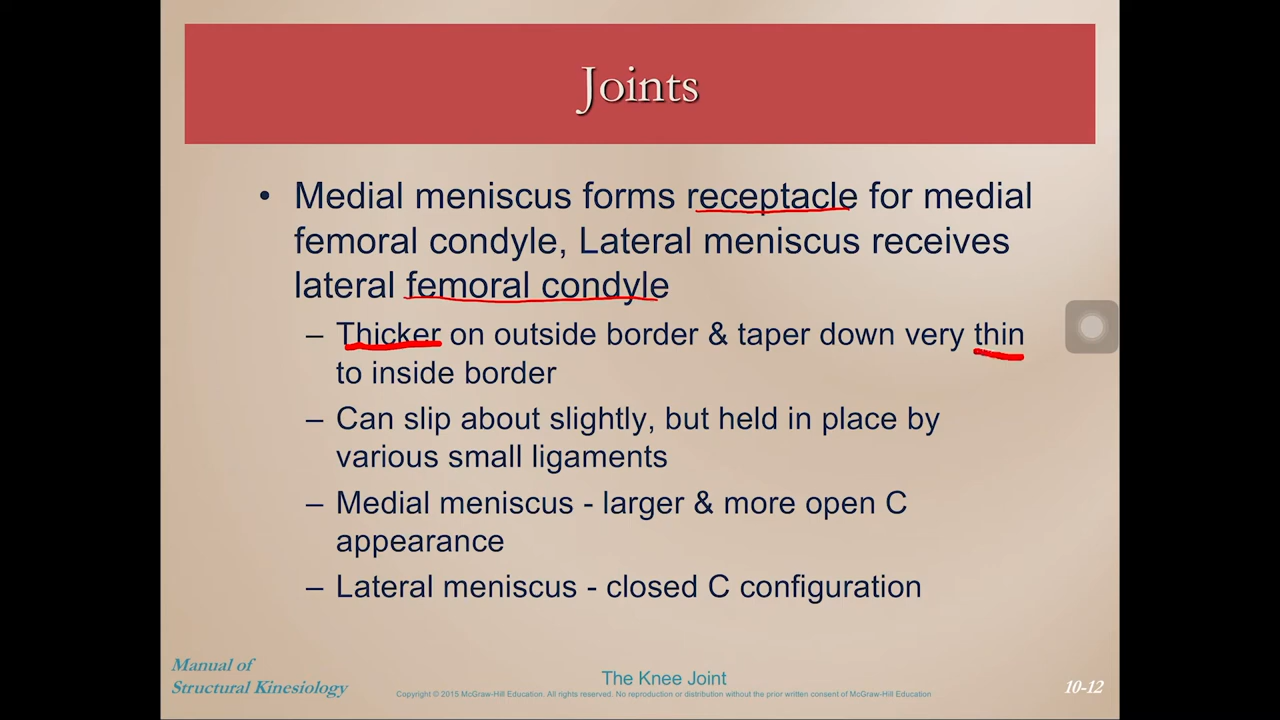 Joints
• Medial meniscus forms receptacle for medial
femoral condyle, Lateral meniscus receives
lateral femoral condyle
– Thicker on outside border & taper down very thin
to inside border
– Can slip about slightly, but held in place by
various small ligaments
– Medial meniscus - larger & more open C
appearance
– Lateral meniscus - closed C configuration
Manual of
Structural Kinesiology
The Knee Joint
Copyright © 2015 McGraw-Hill Education. All rights reserved. No reproduction or distribution without the prior written consent of McGraw-Hill Education
10-12